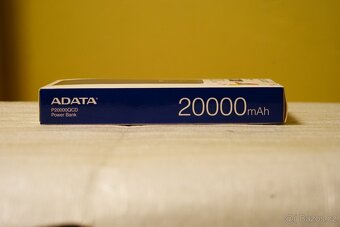 ADATA
P20000QCD
Power Bank
20000mAh